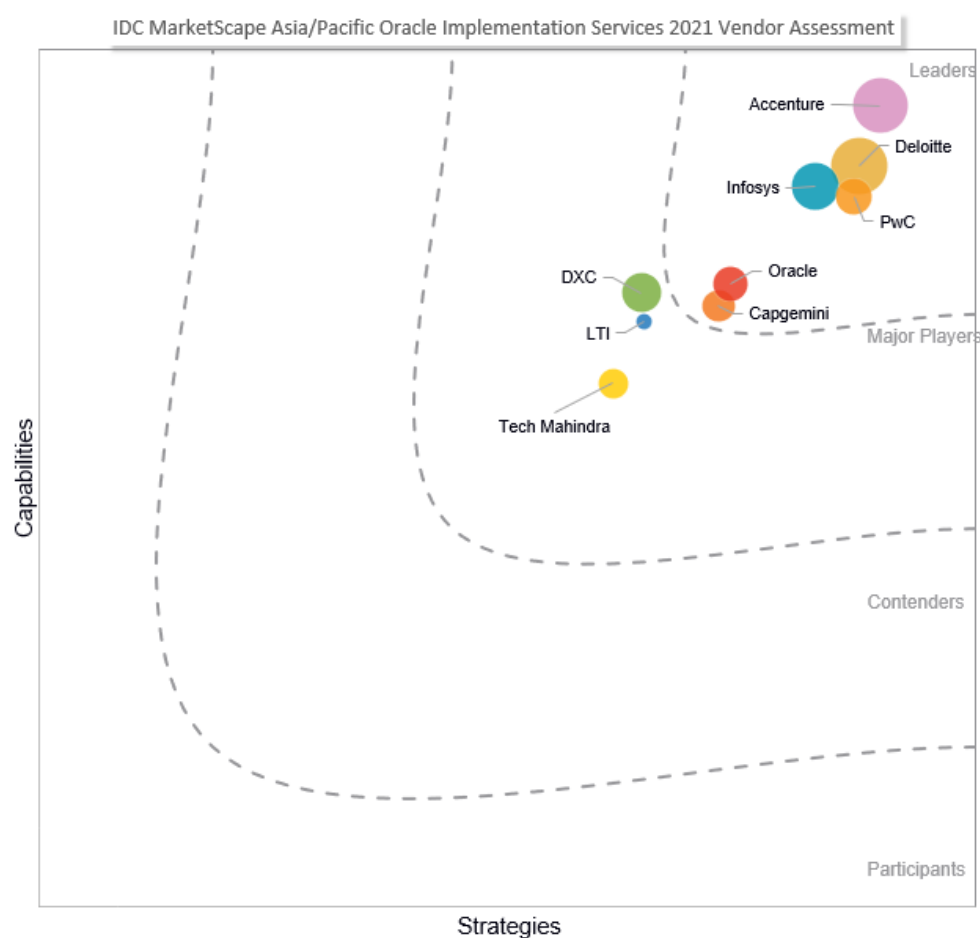 IDC MarketScape Asia/Pacific Oracle Implementation Services 2021 Vendor Assessment
Leaders
Accenture
Deloitte
Infosys
PwC
Oracle
DXC
Capgemini
LTI
Major Players
Tech Mahindra
Capabilities
Contenders
Participants
Strategies